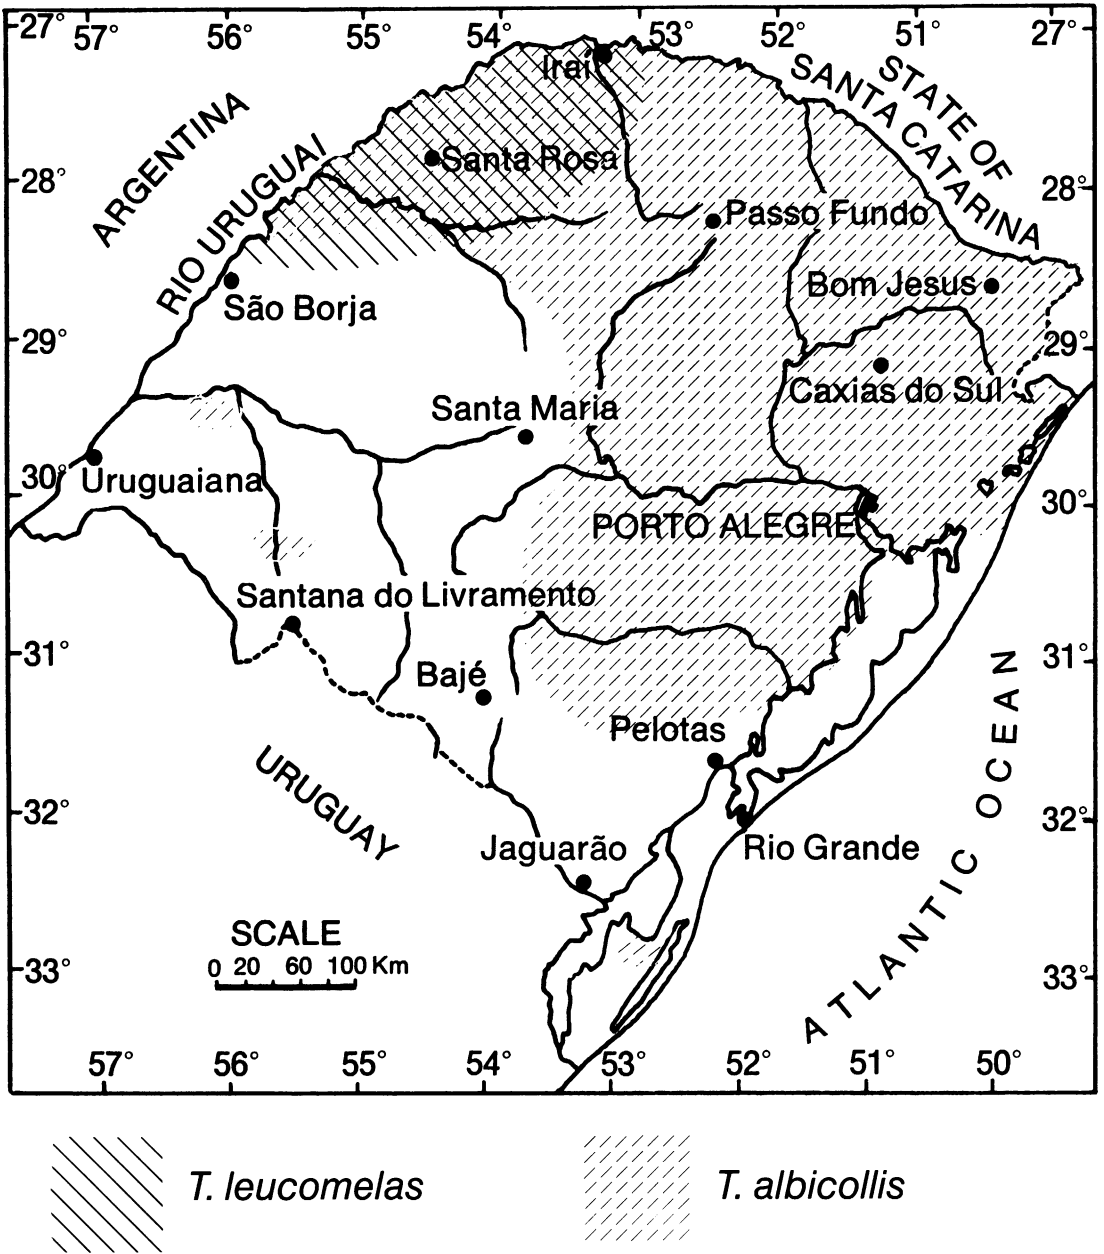 27°
57°
56°
55°
54°
53°
52°
51°
27°
Iraí
STATE OF
SANTA CATARINA
ARGENTINA
RIO URUGUAI
Santa Rosa
28°
28°
Passo Fundo
Bom Jesus
São Borja
29°
29°
Caxias do Sul
Santa Maria
30°
Uruguaiana
30°
PORTO ALEGRE
Santana do Livramento
31°
31°
Bajé
Pelotas
URUGUAY
ATLANTIC OCEAN
32°
32°
Jaguarão
Rio Grande
SCALE
0 20 60 100 Km
33°
33°
57°
56°
55°
54°
53°
52°
51°
50°
T. leucomelas
T. albicollis